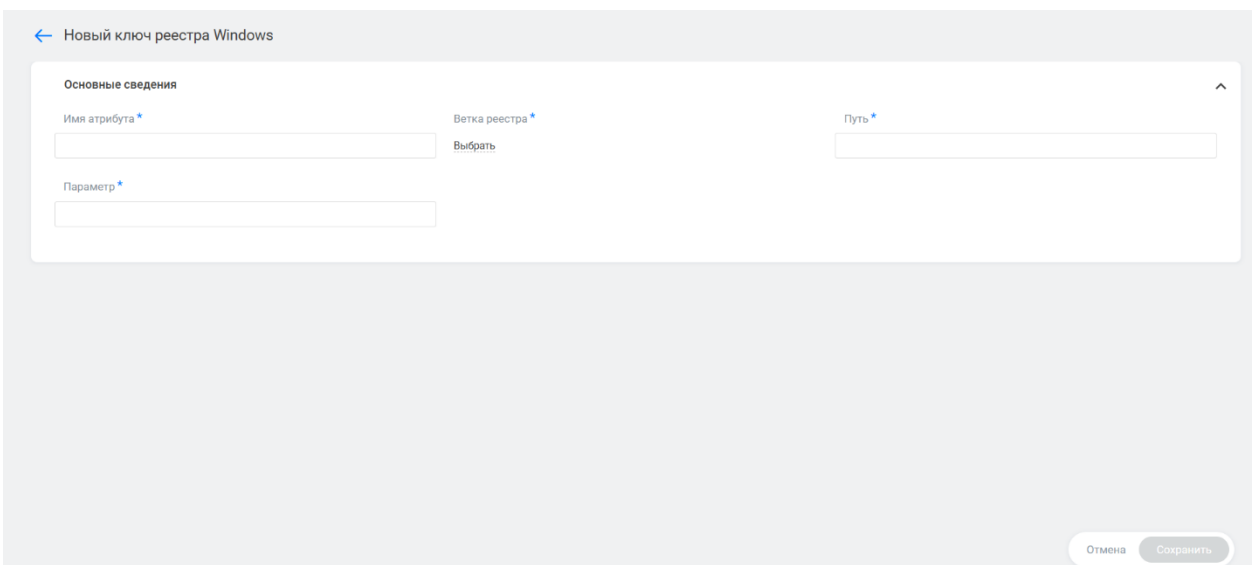 Новый ключ реестра Windows
Основные сведения
Имя атрибута *
Ветка реестра *
Путь *
Выбрать
Параметр *
Отмена
Сохранить